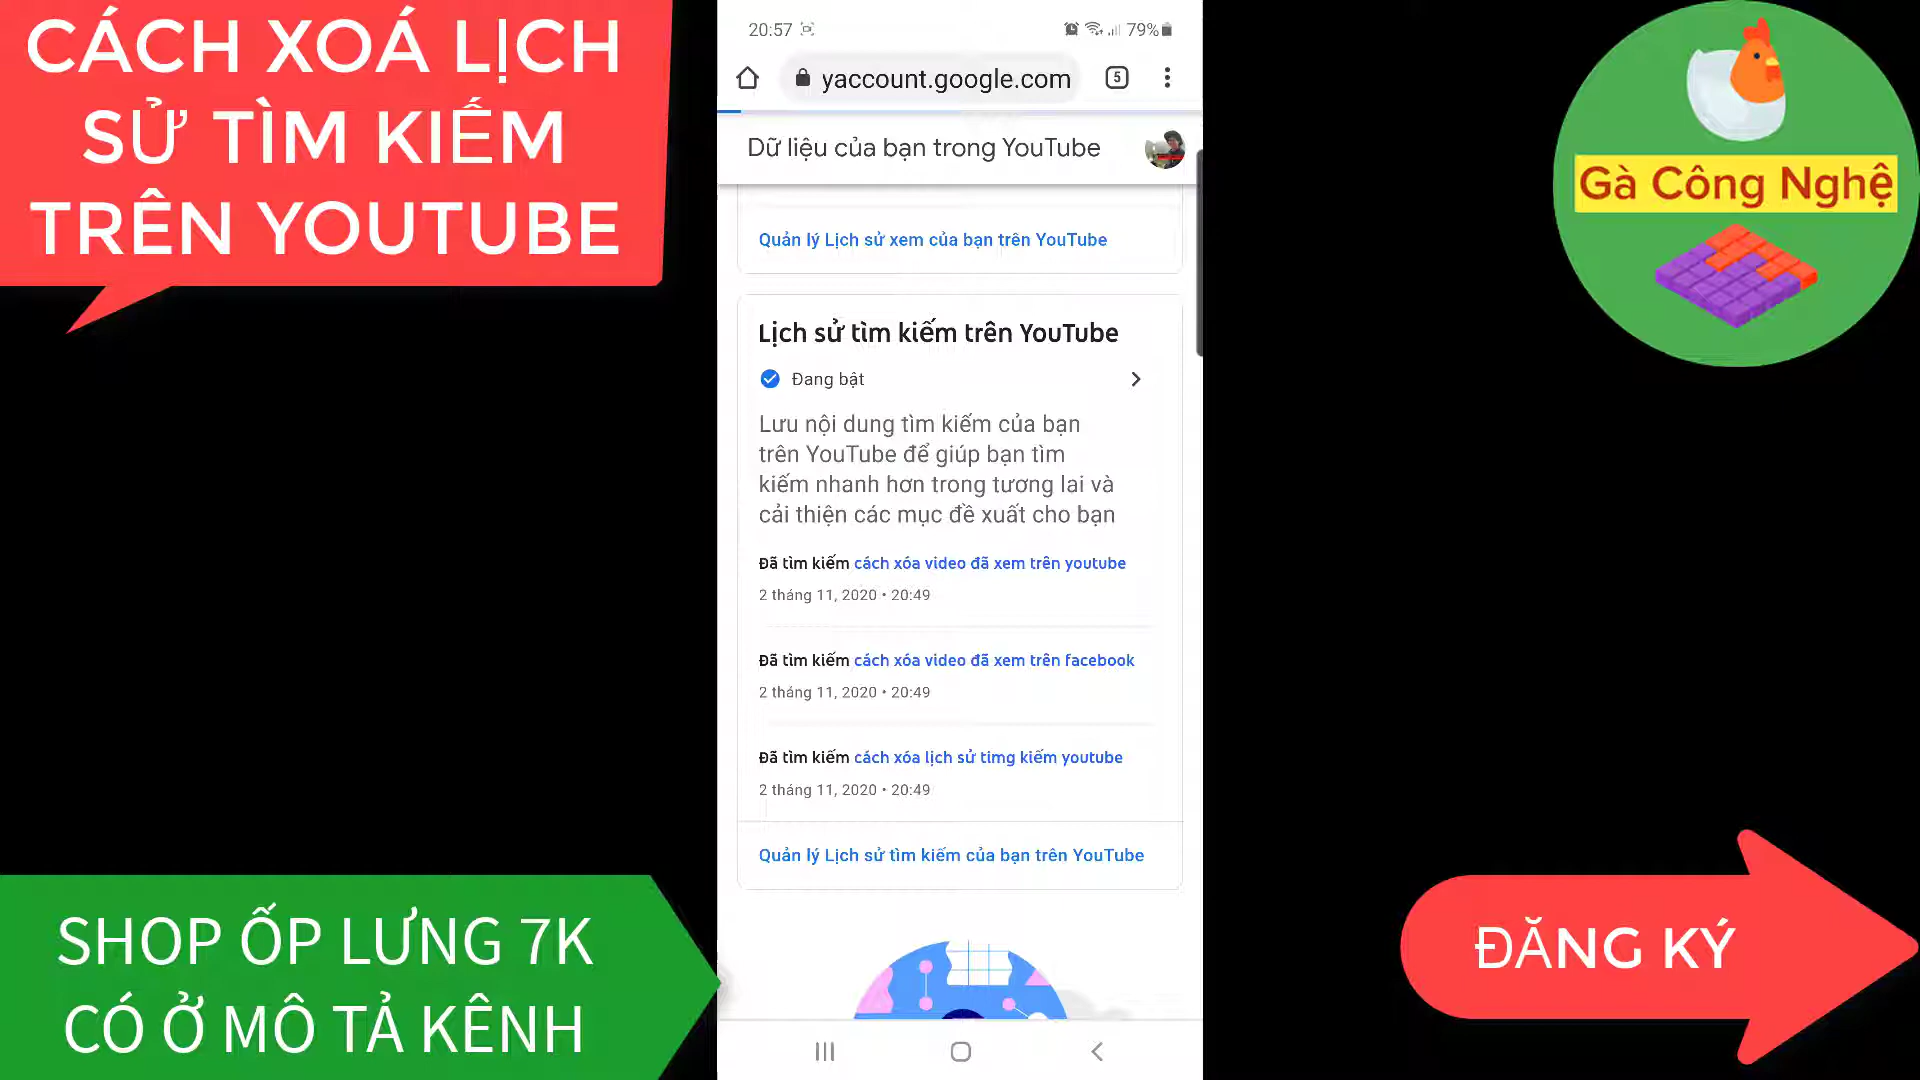 CÁCH XOÁ LỊCH
SỬ TÌM KIẾM
TRÊN YOUTUBE
20:57
79%
yaccount.google.com
5
Dữ liệu của bạn trong YouTube
Quản lý Lịch sử xem của bạn trên YouTube
Lịch sử tìm kiếm trên YouTube
Đang bật
Lưu nội dung tìm kiếm của bạn
trên YouTube để giúp bạn tìm
kiếm nhanh hơn trong tương lai và
cải thiện các mục đề xuất cho bạn
Đã tìm kiếm cách xóa video đã xem trên youtube
2 tháng 11, 2020 • 20:49
Đã tìm kiếm cách xóa video đã xem trên facebook
2 tháng 11, 2020 • 20:49
Đã tìm kiếm cách xóa lịch sử timg kiếm youtube
2 tháng 11, 2020 • 20:49
Quản lý Lịch sử tìm kiếm của bạn trên YouTube
Gà Công Nghệ
SHOP ỐP LƯNG 7K
CÓ Ở MÔ TẢ KÊNH
ĐĂNG KÝ